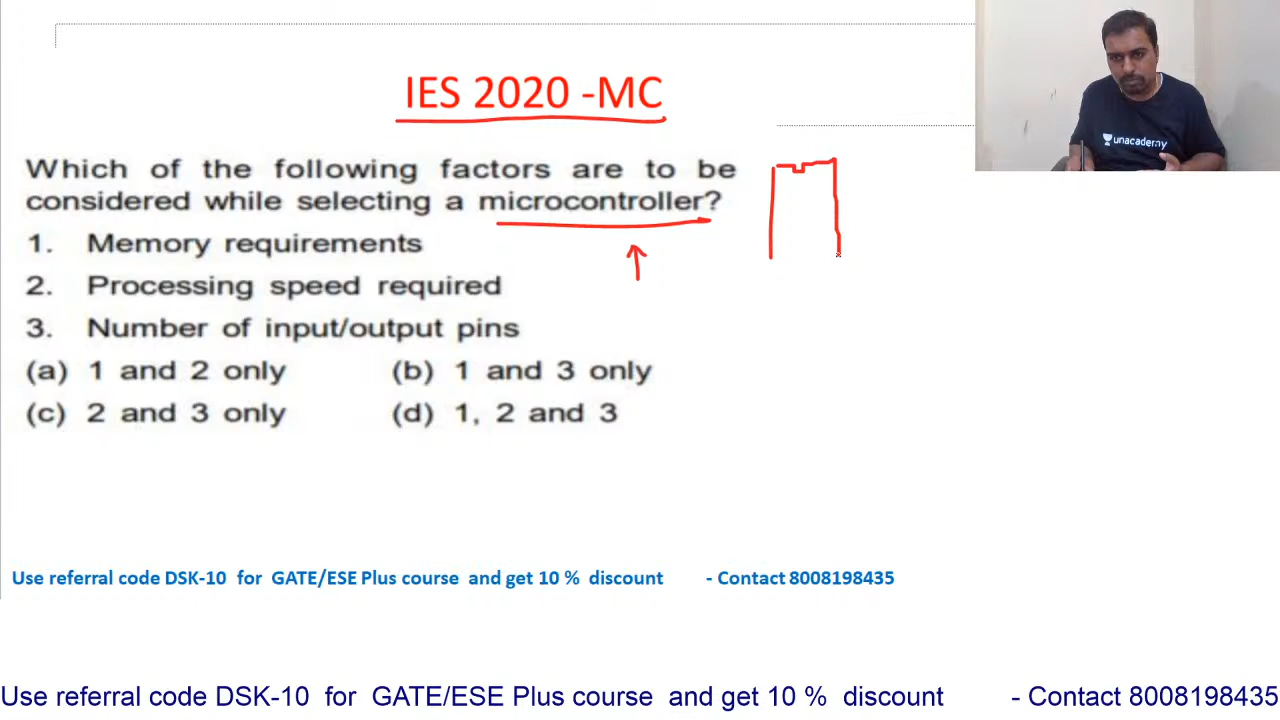 IES 2020 -MC
unacademy
Which of the following factors are to be
considered while selecting a microcontroller?
1. Memory requirements
2. Processing speed required
3. Number of input/output pins
(a) 1 and 2 only (b) 1 and 3 only
(c) 2 and 3 only (d) 1, 2 and 3
Use referral code DSK-10 for GATE/ESE Plus course and get 10 % discount - Contact 8008198435
Use referral code DSK-10 for GATE/ESE Plus course and get 10 % discount - Contact 8008198435